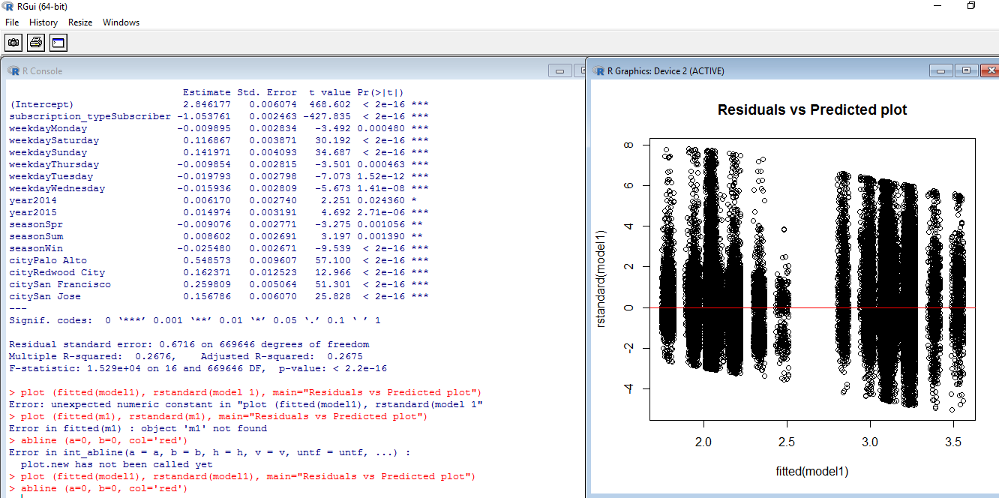 RGui (64-bit)
File History Resize Windows
R Console
Estimate Std. Error t value Pr(>|t|)
(Intercept) 2.846177 0.006074 468.602 < 2e-16 ***
subscription_typeSubscriber -1.053761 0.002463 -427.835 < 2e-16 ***
weekdayMonday -0.009895 0.002834 -3.492 0.000480 ***
weekdaySaturday 0.116867 0.003871 30.192 < 2e-16 ***
weekdaySunday 0.141971 0.004093 34.687 < 2e-16 ***
weekdayThursday -0.009854 0.002815 -3.501 0.000463 ***
weekdayTuesday -0.019793 0.002798 -7.073 1.52e-12 ***
weekdayWednesday -0.015936 0.002809 -5.673 1.41e-08 ***
year2014 0.006170 0.002740 2.251 0.024360 *
year2015 0.014974 0.003191 4.692 2.71e-06 ***
seasonSpr -0.009076 0.002771 -3.275 0.001056 **
seasonSum 0.008602 0.002691 3.197 0.001390 **
seasonWin -0.025480 0.002671 -9.539 < 2e-16 ***
cityPalo Alto 0.548573 0.009607 57.100 < 2e-16 ***
cityRedwood City 0.162371 0.012523 12.966 < 2e-16 ***
citySan Francisco 0.259809 0.005064 51.301 < 2e-16 ***
citySan Jose 0.156786 0.006070 25.828 < 2e-16 ***
---
Signif. codes: 0 ‘***’ 0.001 ‘**’ 0.01 ‘*’ 0.05 ‘.’ 0.1 ‘ ’ 1
Residual standard error: 0.6716 on 669646 degrees of freedom
Multiple R-squared: 0.2676, Adjusted R-squared: 0.2675
F-statistic: 1.529e+04 on 16 and 669646 DF, p-value: < 2.2e-16
> plot (fitted(model1), rstandard(model 1), main="Residuals vs Predicted plot")
Error: unexpected numeric constant in "plot (fitted(model1), rstandard(model 1"
> plot (fitted(m1), rstandard(m1), main="Residuals vs Predicted plot")
Error in fitted(m1) : object 'm1' not found
> abline (a=0, b=0, col='red')
Error in int_abline(a = a, b = b, h = h, v = v, untf = untf, ...) :
plot.new has not been called yet
> plot (fitted(model1), rstandard(model1), main="Residuals vs Predicted plot")
> abline (a=0, b=0, col='red')
R Graphics: Device 2 (ACTIVE)
Residuals vs Predicted plot
rstandard(model1)
8
6
4
2
0
-2
-4
2.0 2.5 3.0 3.5
fitted(model1)